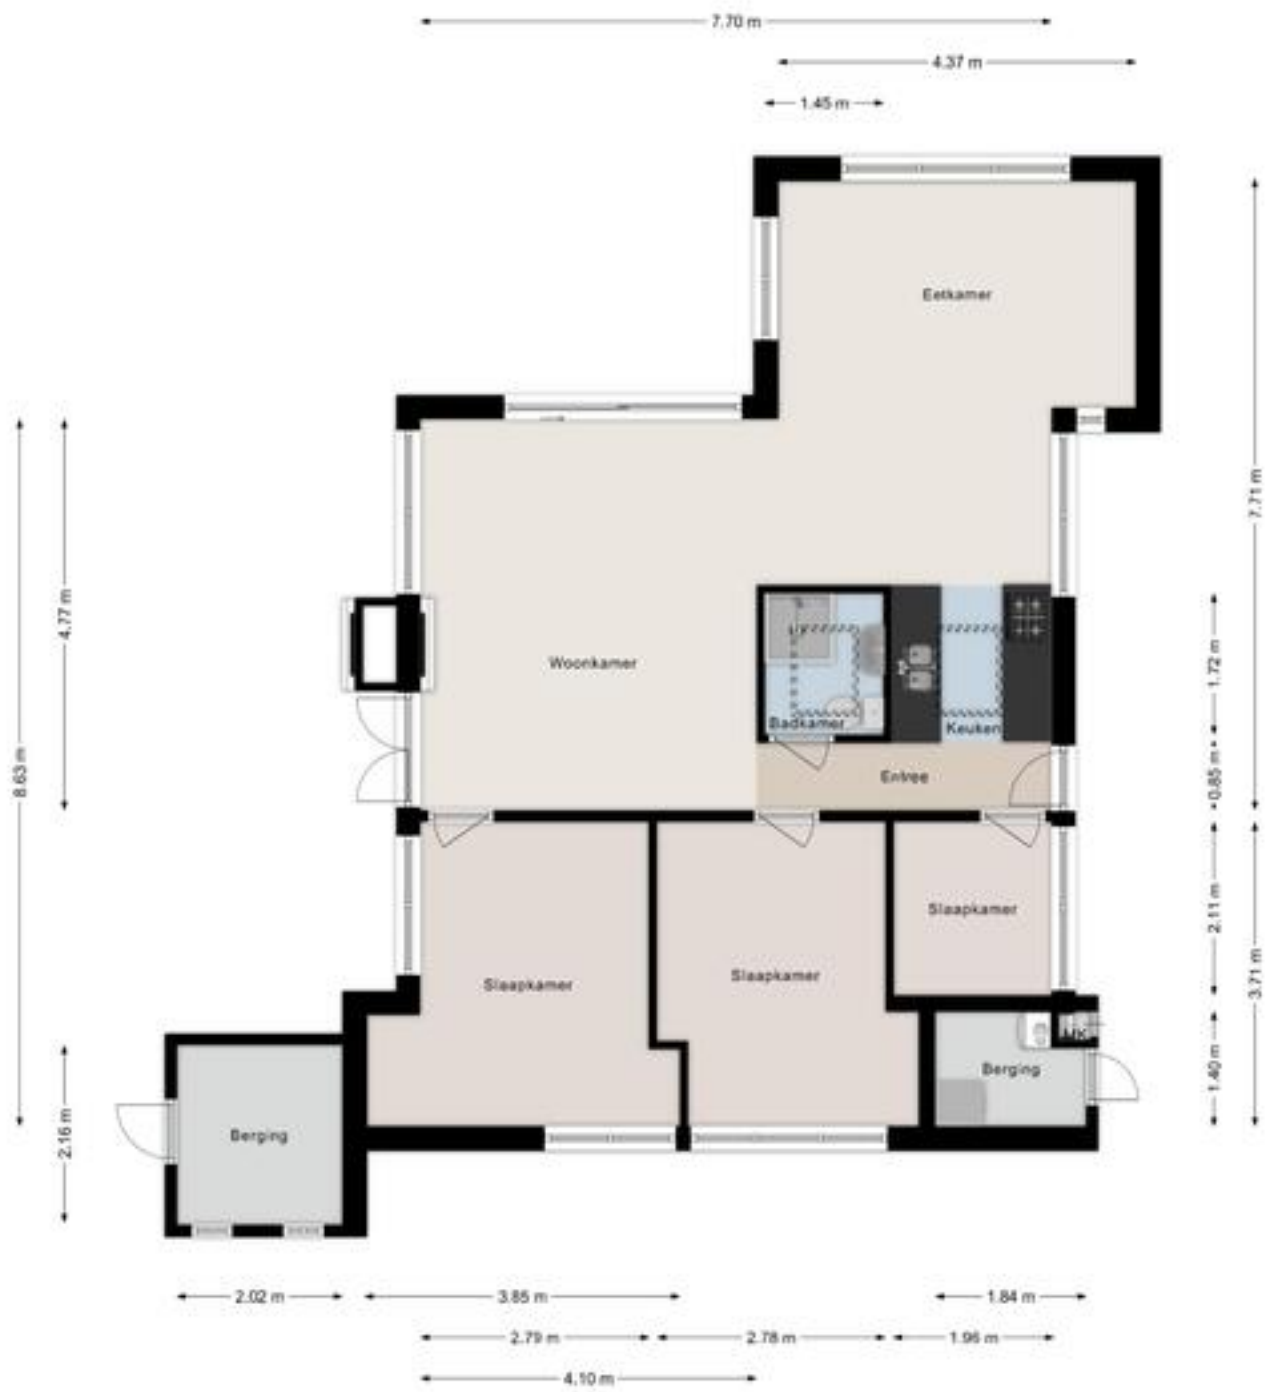 7.70 m
4.37 m
1.45 m
Eetkamer
7.71 m
4.77 m
8.63 m
Woonkamer
1.72 m
Badkamer
Keuken
Entree
0.85 m
2.11 m
3.71 m
Slaapkamer
Slaapkamer
Slaapkamer
MK
Berging
1.40 m
Berging
2.16 m
2.02 m
3.85 m
1.84 m
2.79 m
2.78 m
1.96 m
4.10 m